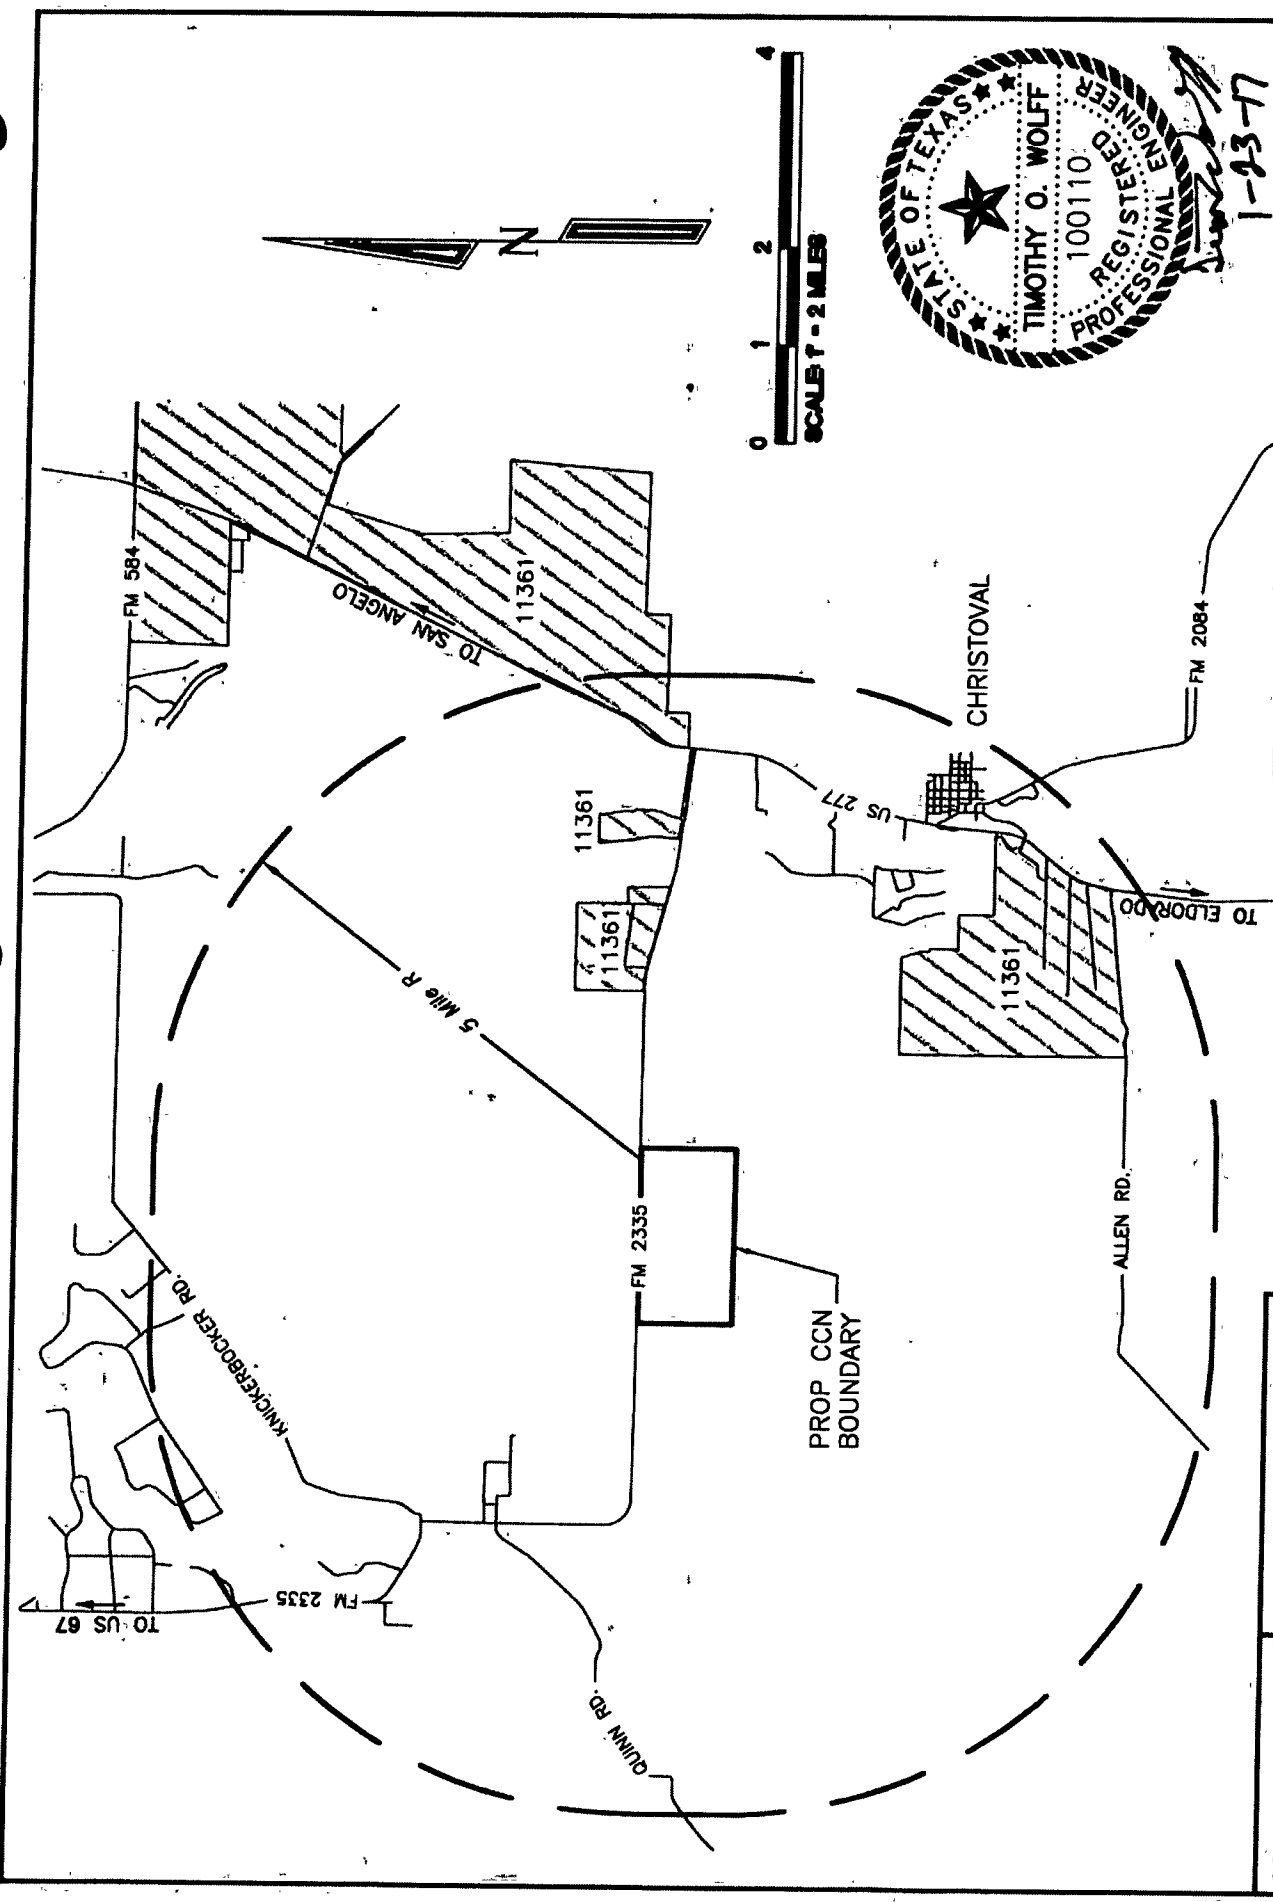 FM 584
TO SAN ANGELO
11361
N
0 1 2 4
SCALE: 1" = 2 MILES
STATE OF TEXAS
TIMOTHY O. WOLFF
100110
REGISTERED
PROFESSIONAL ENGINEER
1-23-17
5 Mile R
11361
11361
US 277
CHRISTOVAL
FM 2084
TO ELDORADO
11361
KNICKERBOCKER RD.
FM 2335
PROP CCN
BOUNDARY
ALLEN RD.
TO US 67
FM 2335
QUINN RD.